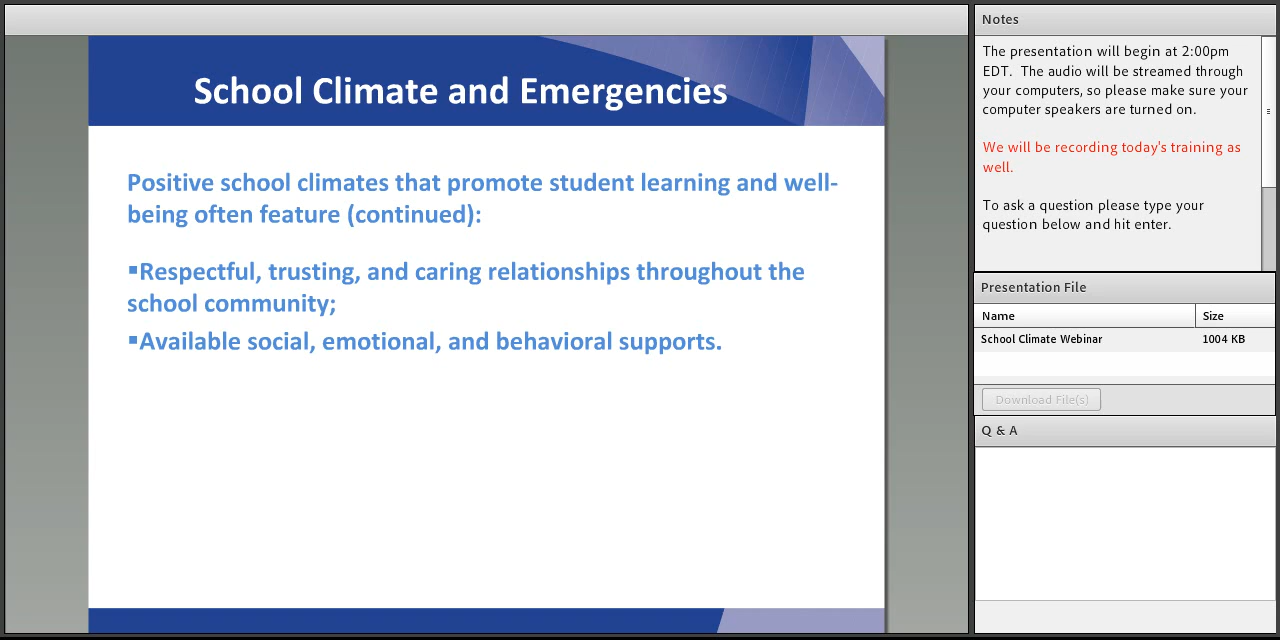 School Climate and Emergencies
Positive school climates that promote student learning and well-
being often feature (continued):
▪Respectful, trusting, and caring relationships throughout the
school community;
▪Available social, emotional, and behavioral supports.
Notes
The presentation will begin at 2:00pm
EDT.  The audio will be streamed through
your computers, so please make sure your
computer speakers are turned on.
We will be recording today's training as
well.
To ask a question please type your
question below and hit enter.
Presentation File
Name Size
School Climate Webinar 1004 KB
Download File(s)
Q & A